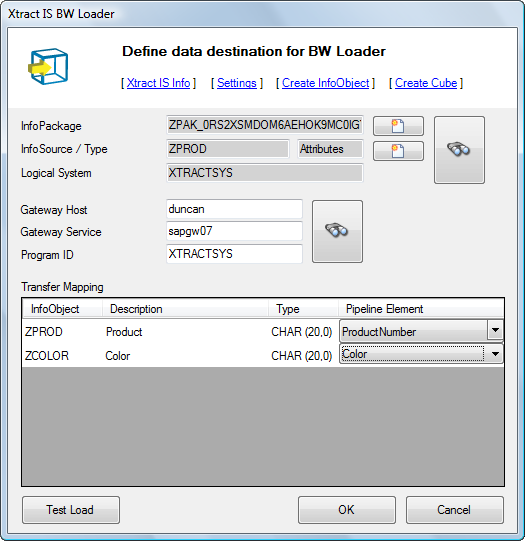 Xtract IS BW Loader
Define data destination for BW Loader
[ Xtract IS Info ] [ Settings ] [ Create InfoObject ] [ Create Cube ]
InfoPackage ZPAK_0RS2XSMDOM6AEHOK9MC0IG
InfoSource / Type ZPROD Attributes
Logical System XTRACTSYS
Gateway Host duncan
Gateway Service sapgw07
Program ID XTRACTSYS
Transfer Mapping
InfoObject Description Type Pipeline Element
ZPROD Product CHAR (20,0) ProductNumber
ZCOLOR Color CHAR (20,0) Color
Test Load OK Cancel